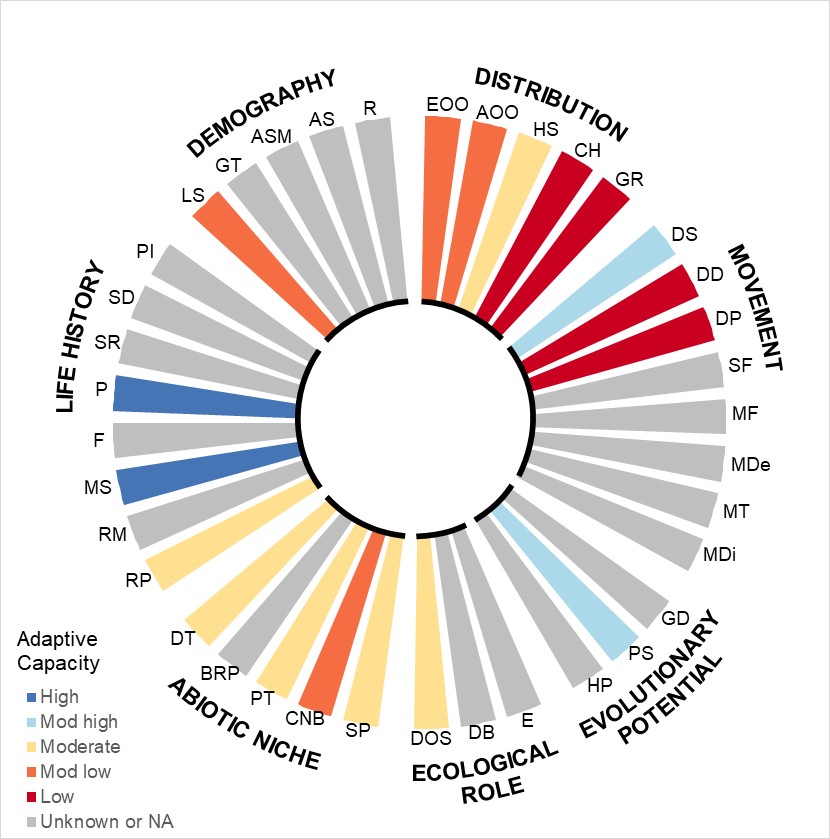 DEMOGRAPHY
DISTRIBUTION
MOVEMENT
EVOLUTIONARY
POTENTIAL
ECOLOGICAL
ROLE
ABIOTIC NICHE
LIFE HISTORY
EOO
AOO
HS
CH
GR
DS
DD
DP
SF
MF
MDe
MT
MDi
GD
PS
HP
E
DB
DOS
SP
CNB
PT
BRP
DT
RP
RM
MS
F
P
SR
SD
PI
LS
GT
ASM
AS
R
Adaptive
Capacity
High
Mod high
Moderate
Mod low
Low
Unknown or NA